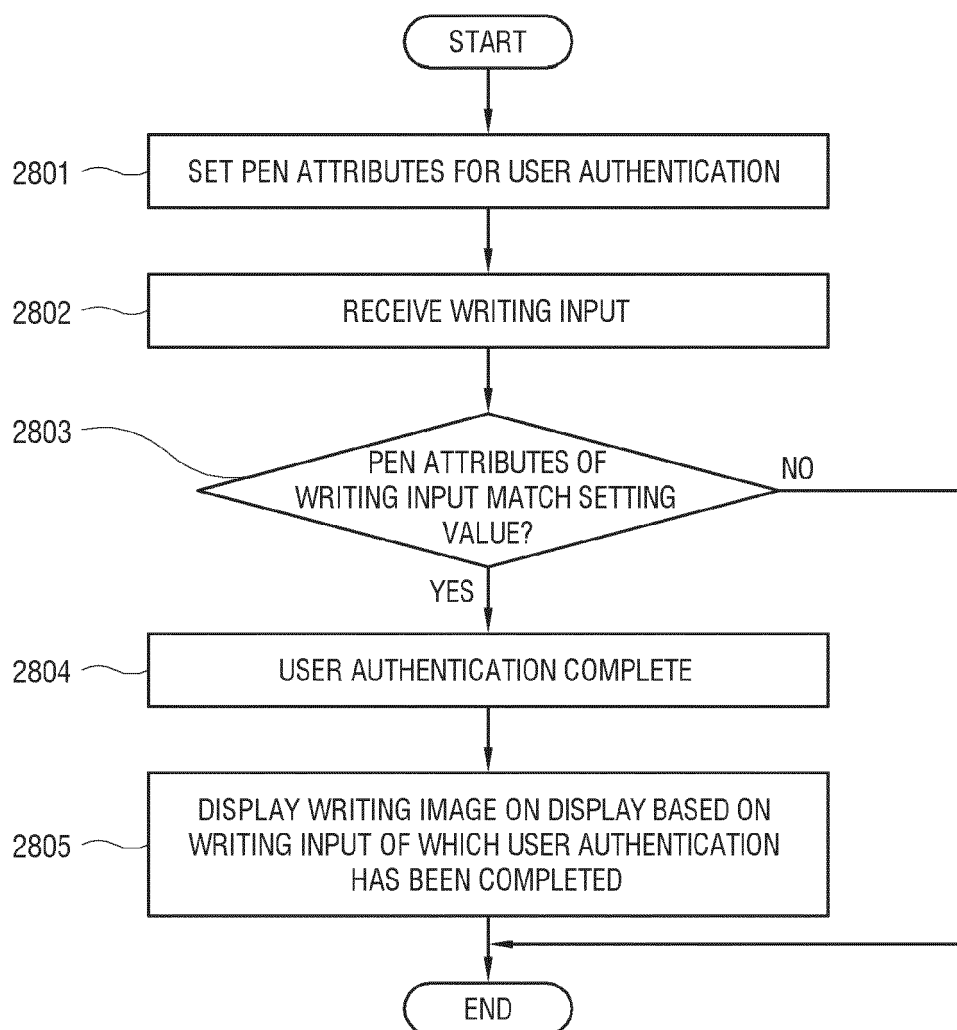 START
2801
SET PEN ATTRIBUTES FOR USER AUTHENTICATION
2802
RECEIVE WRITING INPUT
2803
PEN ATTRIBUTES OF
WRITING INPUT MATCH SETTING
VALUE?
NO
YES
2804
USER AUTHENTICATION COMPLETE
2805
DISPLAY WRITING IMAGE ON DISPLAY BASED ON
WRITING INPUT OF WHICH USER AUTHENTICATION
HAS BEEN COMPLETED
END